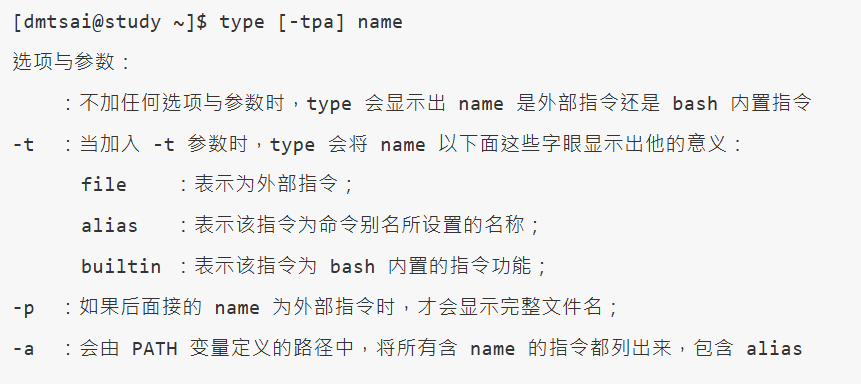 [dmtsai@study ~]$ type [-tpa] name
选项与参数：
：不加任何选项与参数时，type 会显示出 name 是外部指令还是 bash 内置指令
-t ：当加入 -t 参数时，type 会将 name 以下面这些字眼显示出他的意义：
file ：表示为外部指令；
alias ：表示该指令为命令别名所设置的名称；
builtin ：表示该指令为 bash 内置的指令功能；
-p ：如果后面接的 name 为外部指令时，才会显示完整文件名；
-a ：会由 PATH 变量定义的路径中，将所有含 name 的指令都列出来，包含 alias